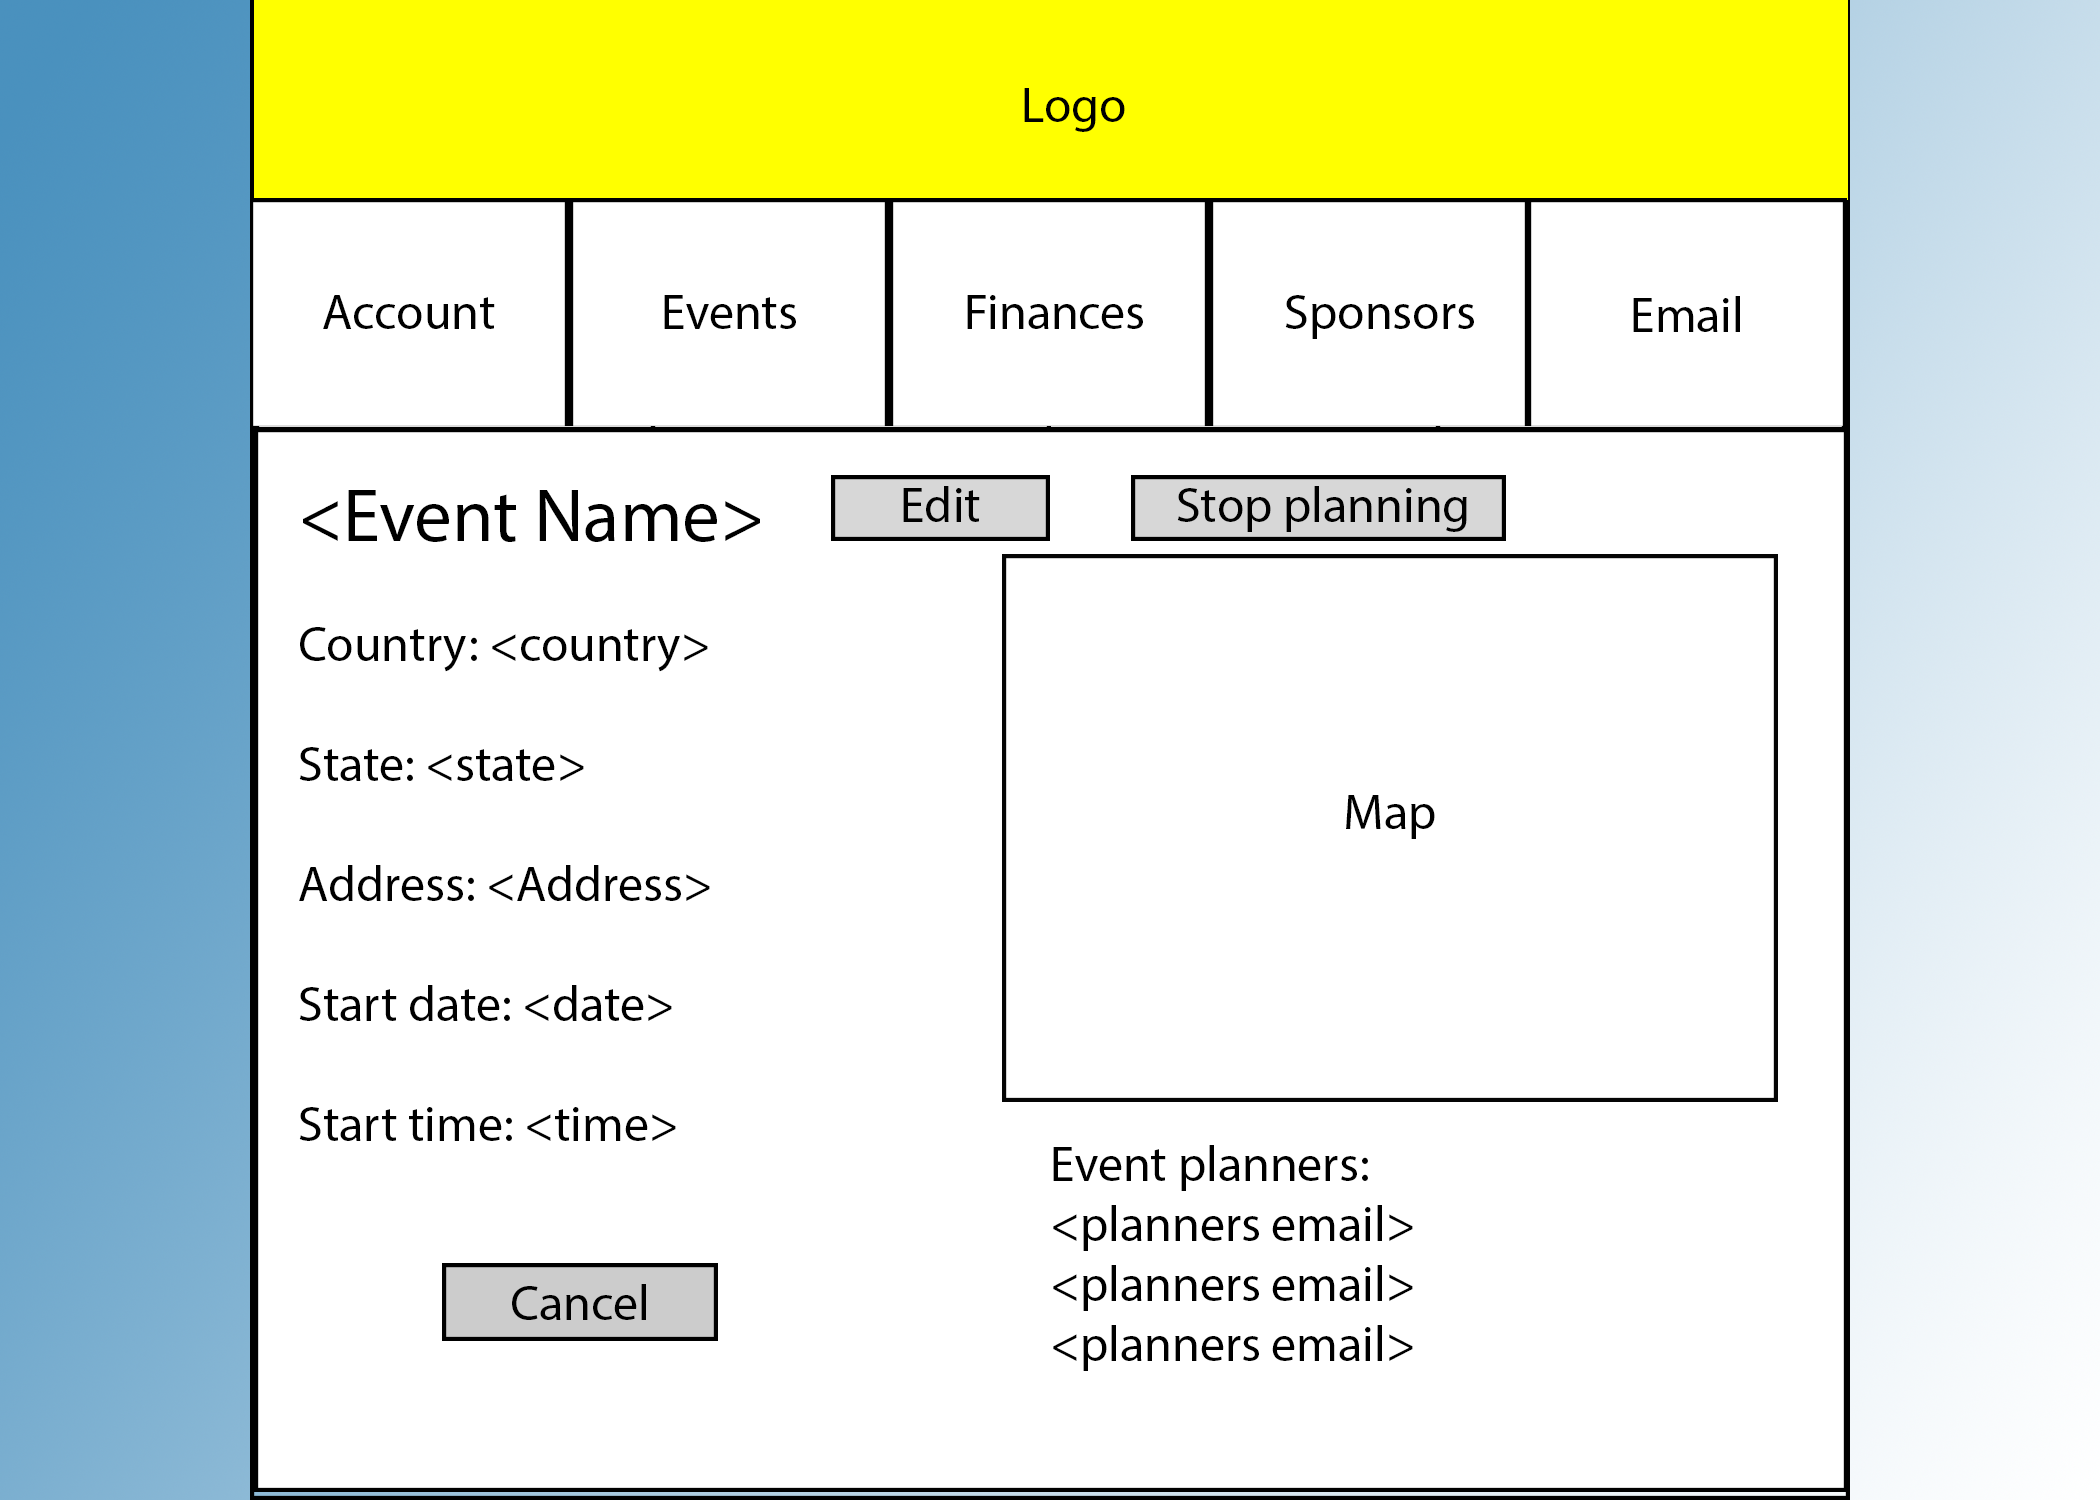 Logo
Account
Events
Finances
Sponsors
Email
<Event Name>
Edit
Stop planning
Country: <country>
State: <state>
Address: <Address>
Start date: <date>
Start time: <time>
Cancel
Map
Event planners:
<planners email>
<planners email>
<planners email>